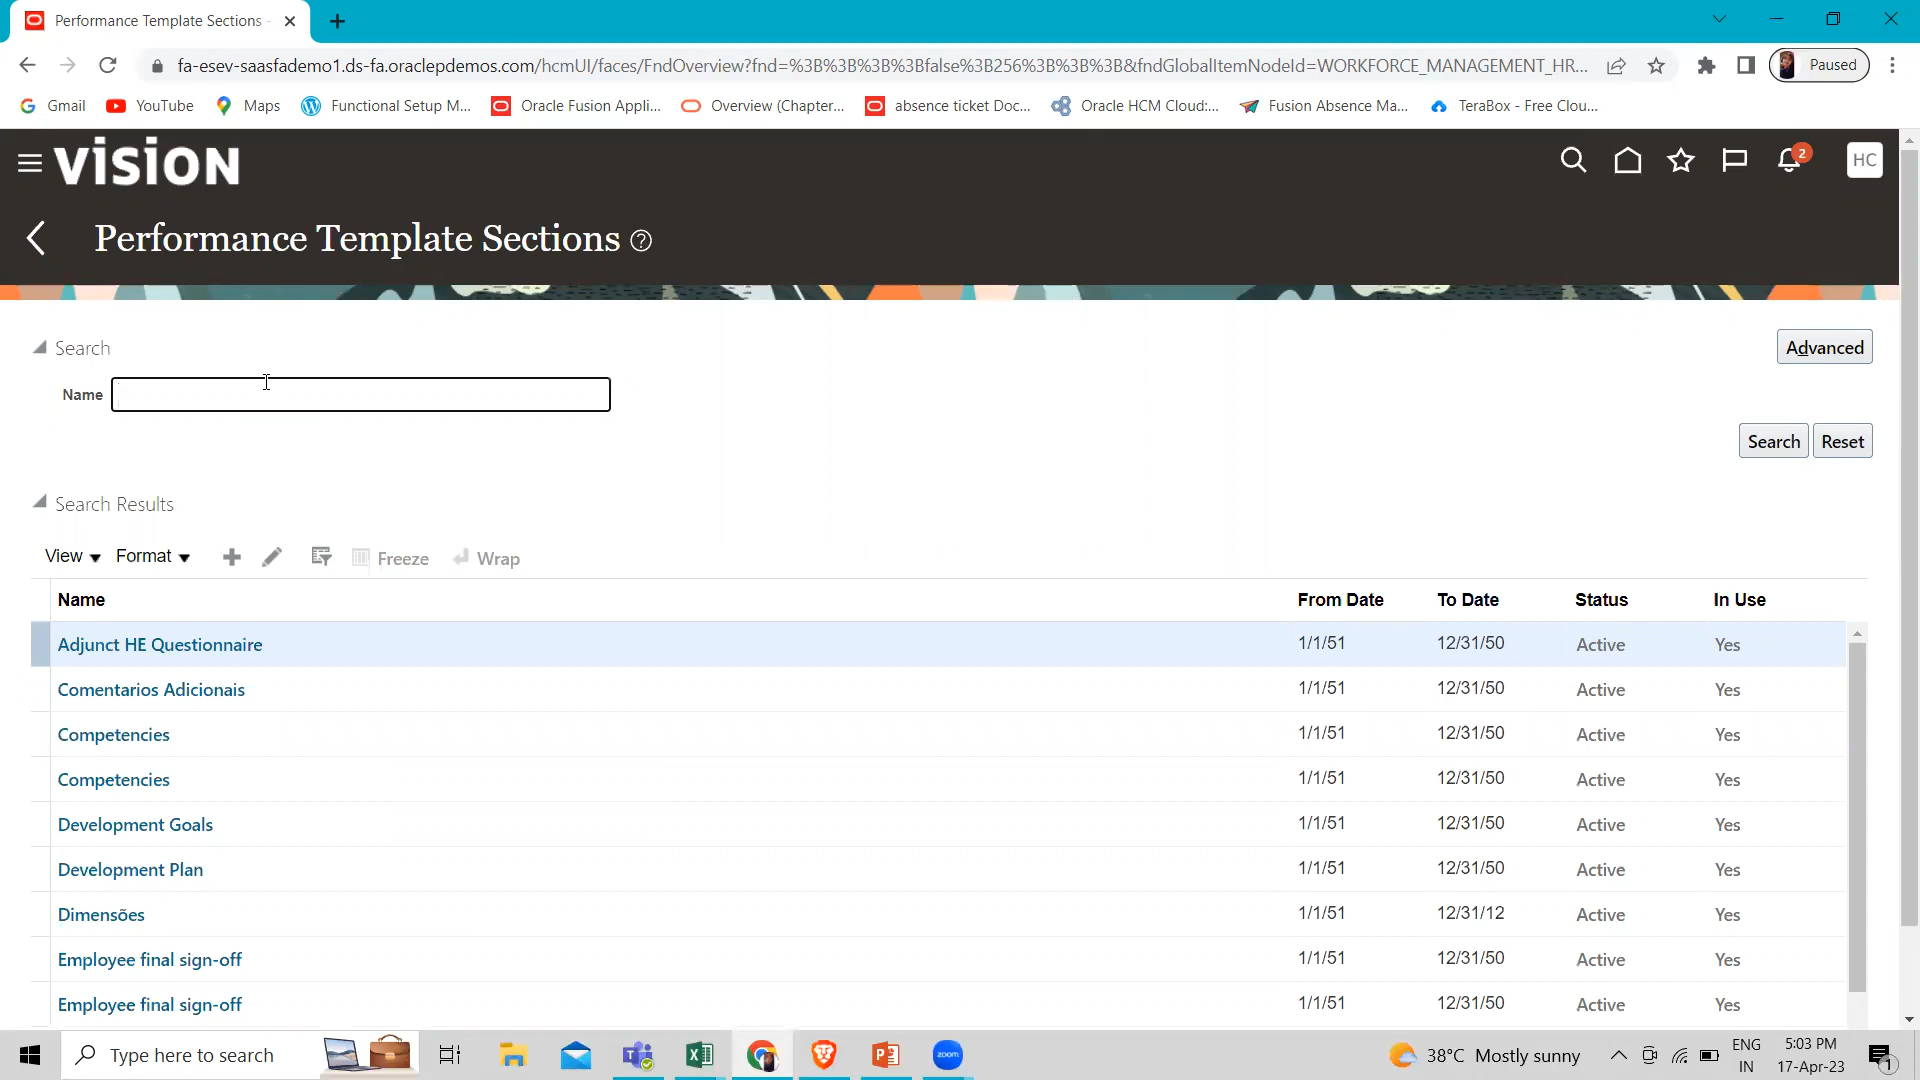 Performance Template Sections -
fa-esev-saasfademo1.ds-fa.oraclepdemos.com/hcmUI/faces/FndOverview?fnd=%3B%3B%3B%3Bfalse%3B256%3B%3B%3B&fndGlobalItemNodeId=WORKFORCE_MANAGEMENT_HR... Paused
Gmail YouTube Maps Functional Setup M... Oracle Fusion Appli... Overview (Chapter... absence ticket Doc... Oracle HCM Cloud:... Fusion Absence Ma... TeraBox - Free Clou...
VISION 2 HC
Performance Template Sections ?
Search Advanced
Name
Search Reset
Search Results
View Format Freeze Wrap
Name From Date To Date Status In Use
Adjunct HE Questionnaire 1/1/51 12/31/50 Active Yes
Comentarios Adicionais 1/1/51 12/31/50 Active Yes
Competencies 1/1/51 12/31/50 Active Yes
Competencies 1/1/51 12/31/50 Active Yes
Development Goals 1/1/51 12/31/50 Active Yes
Development Plan 1/1/51 12/31/50 Active Yes
Dimensões 1/1/51 12/31/12 Active Yes
Employee final sign-off 1/1/51 12/31/50 Active Yes
Employee final sign-off 1/1/51 12/31/50 Active Yes
Type here to search zoom 38°C Mostly sunny ENG IN 5:03 PM 17-Apr-23 1